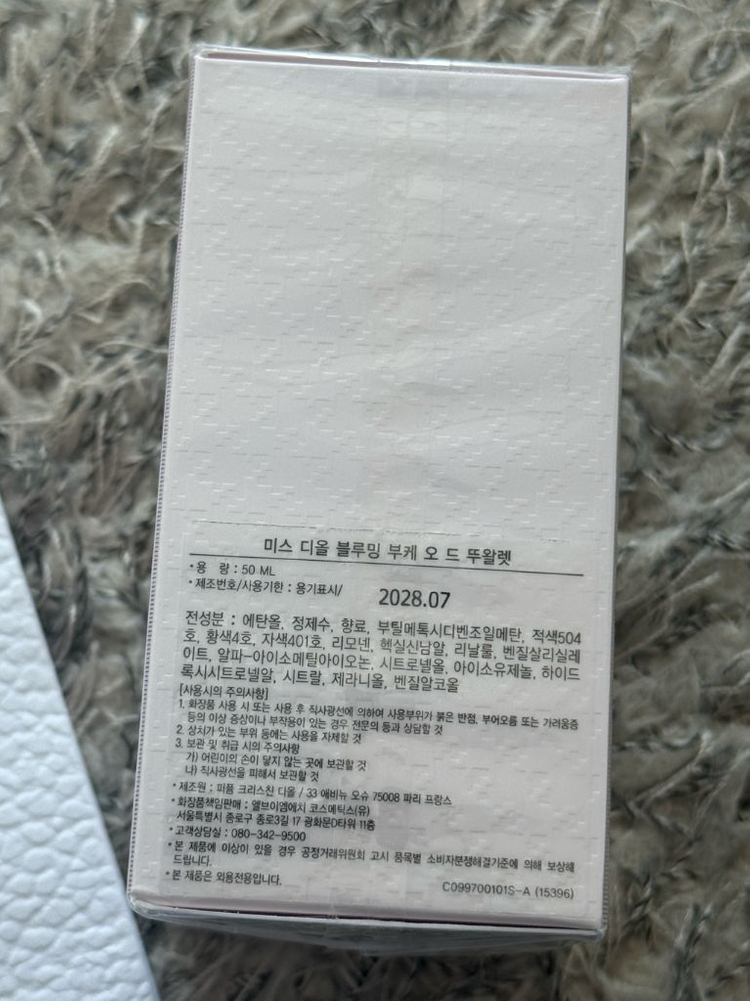 미스 디올 블루밍 부케 오 드 뚜왈렛
•용 량 : 50 ML
•제조번호/사용기한 : 용기표시/ 2028.07
전성분 : 에탄올, 정제수, 향료, 부틸메톡시디벤조일메탄, 적색504
호, 황색4호, 자색401호, 리모넨, 헥실신남알, 리날룰, 벤질살리실레
이트, 알파-아이소메틸아이오논, 시트로넬올, 아이소유제놀, 하이드
록시시트로넬알, 시트랄, 제라니올, 벤질알코올
[사용시의 주의사항]
1. 화장품 사용 시 또는 사용 후 직사광선에 의하여 사용부위가 붉은 반점, 부어오름 또는 가려움증
등의 이상 증상이나 부작용이 있는 경우 전문의 등과 상담할 것
2. 상처가 있는 부위 등에는 사용을 자제할 것
3. 보관 및 취급 시의 주의사항
가) 어린이의 손이 닿지 않는 곳에 보관할 것
나) 직사광선을 피해서 보관할 것
•제조원 : 퍼퓸 크리스챤 디올 / 33 애비뉴 오슈 75008 파리 프랑스
•화장품책임판매 : 엘브이엠에치 코스메틱스(유)
서울특별시 종로구 종로3길 17 광화문D타워 11층
•고객상담실 : 080-342-9500
•본 제품에 이상이 있을 경우 공정거래위원회 고시 품목별 소비자분쟁해결기준에 의해 보상해
드립니다.
•본 제품은 외용전용입니다.
C099700101S-A (15396)